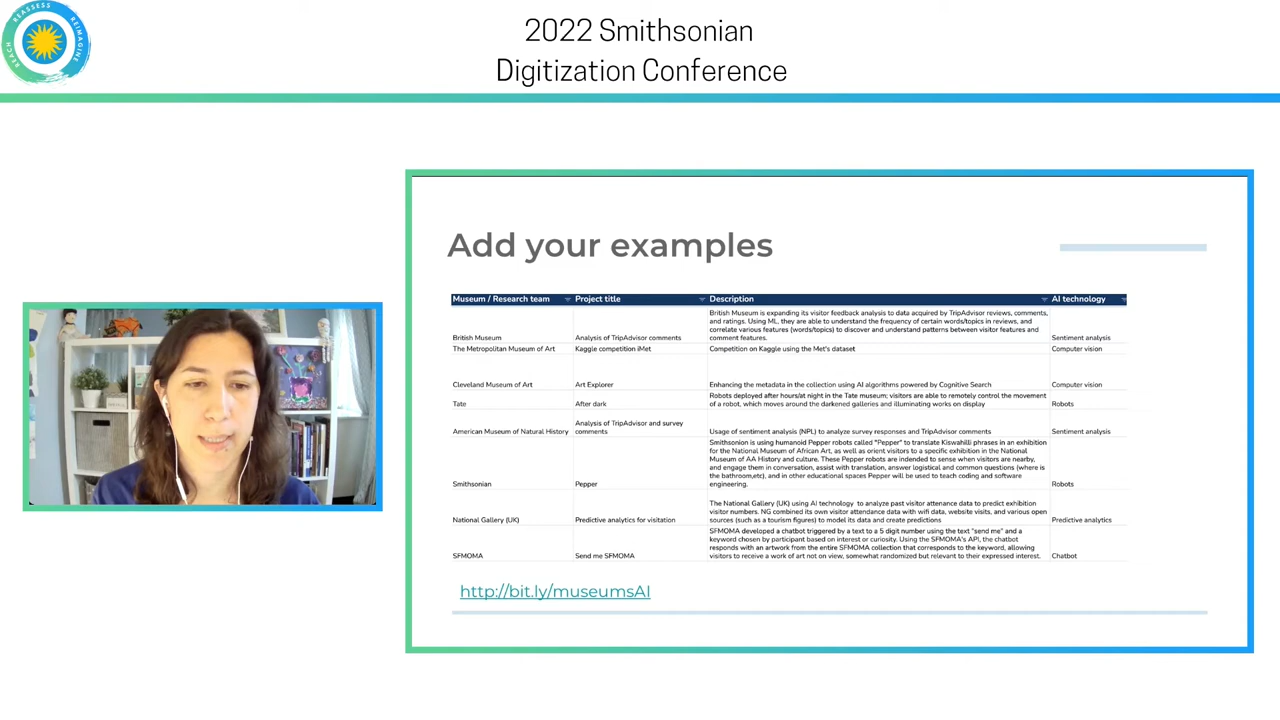 REACH REASSESS REIMAGINE
2022 Smithsonian
Digitization Conference
Add your examples
Museum / Research team Project title Description AI technology
British Museum is expanding its visitor feedback analysis to data acquired by TripAdvisor reviews, comments,
and ratings. Using ML, they are able to understand the frequency of certain words/topics in reviews, and
correlate various features (words/topics) to discover and understand patterns between visitor features and
British Museum Analysis of TripAdvisor comments comment features. Sentiment analysis
The Metropolitan Museum of Art Kaggle competition iMet Competition on Kaggle using the Met's dataset Computer vision
Cleveland Museum of Art Art Explorer Enhancing the metadata in the collection using AI algorithms powered by Cognitive Search Computer vision
Robots deployed after hours/at night in the Tate museum; visitors are able to remotely control the movement
Tate After dark of a robot, which moves around the darkened galleries and illuminating works on display Robots
Analysis of TripAdvisor and survey
American Museum of Natural History comments Usage of sentiment analysis (NPL) to analyze survey responses and TripAdvisor comments Sentiment analysis
Smithsonian is using humanoid Pepper robots called "Pepper" to translate Kiswahilli phrases in an exhibition
for the National Museum of African Art, as well as orient visitors to a specific exhibition in the National
Museum of AA History and culture. These Pepper robots are indended to sense when visitors are nearby,
and engage them in conversation, assist with translation, answer logistical and common questions (where is
the bathroom,etc), and in other educational spaces Pepper will be used to teach coding and software
Smithsonian Pepper engineering. Robots
The National Gallery (UK) using AI technology to analyze past visitor attendance data to predict exhibition
visitor numbers. NG combined its own visitor attendance data with wifi data, website visits, and various open
National Gallery (UK) Predictive analytics for visitation sources (such as a tourism figures) to model its data and create predictions Predictive analytics
SFMOMA developed a chatbot triggered by a text to a 5 digit number using the text "send me" and a
keyword chosen by participant based on interest or curiosity. Using the SFMOMA's API, the chatbot
responds with an artwork from the entire SFMOMA collection that corresponds to the keyword, allowing
SFMOMA Send me SFMOMA visitors to receive a work of art not on view, somewhat randomized but relevant to their expressed interest. Chatbot
http://bit.ly/museumsAI